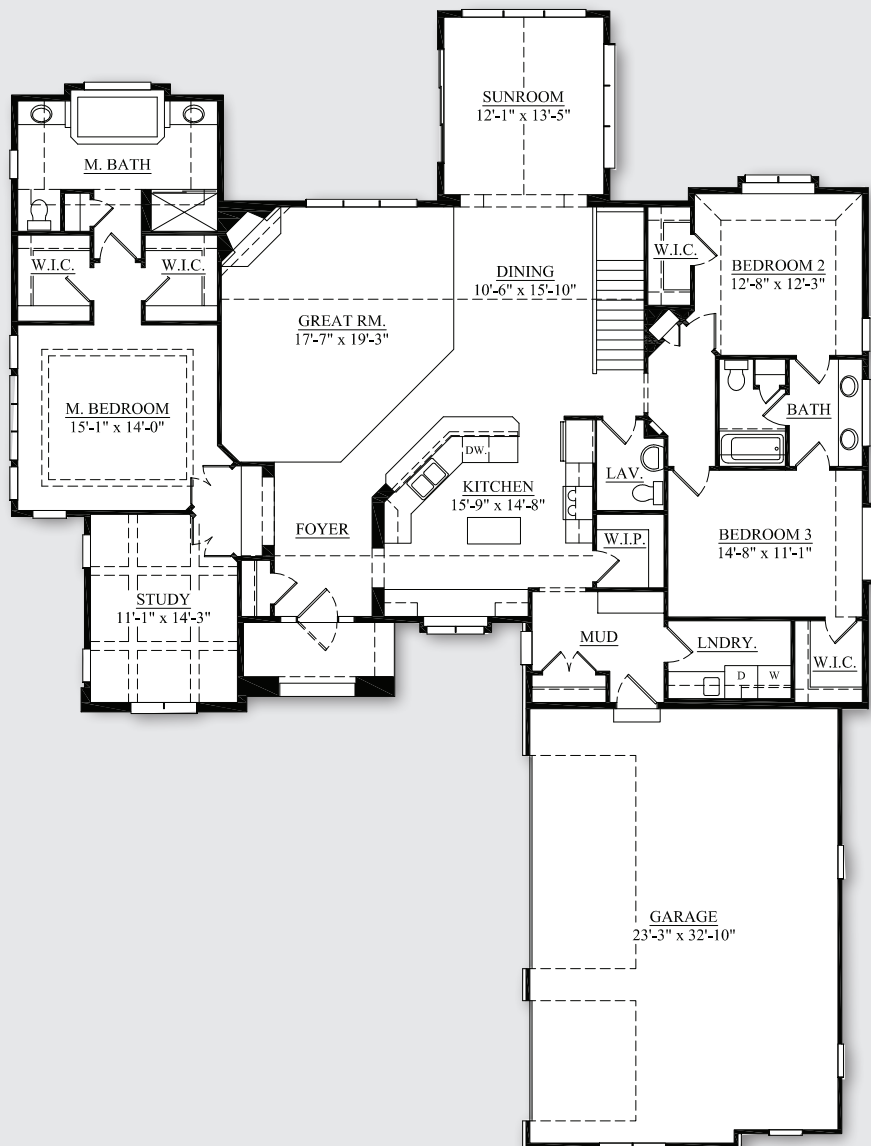 SUNROOM
12'-1" x 13'-5"
M. BATH
W.I.C.
W.I.C.
W.I.C.
BEDROOM 2
12'-8" x 12'-3"
DINING
10'-6" x 15'-10"
GREAT RM.
17'-7" x 19'-3"
M. BEDROOM
15'-1" x 14'-0"
BATH
DW.
LAV.
KITCHEN
15'-9" x 14'-8"
FOYER
W.I.P.
BEDROOM 3
14'-8" x 11'-1"
STUDY
11'-1" x 14'-3"
MUD
LNDRY.
W.I.C.
D
W
GARAGE
23'-3" x 32'-10"